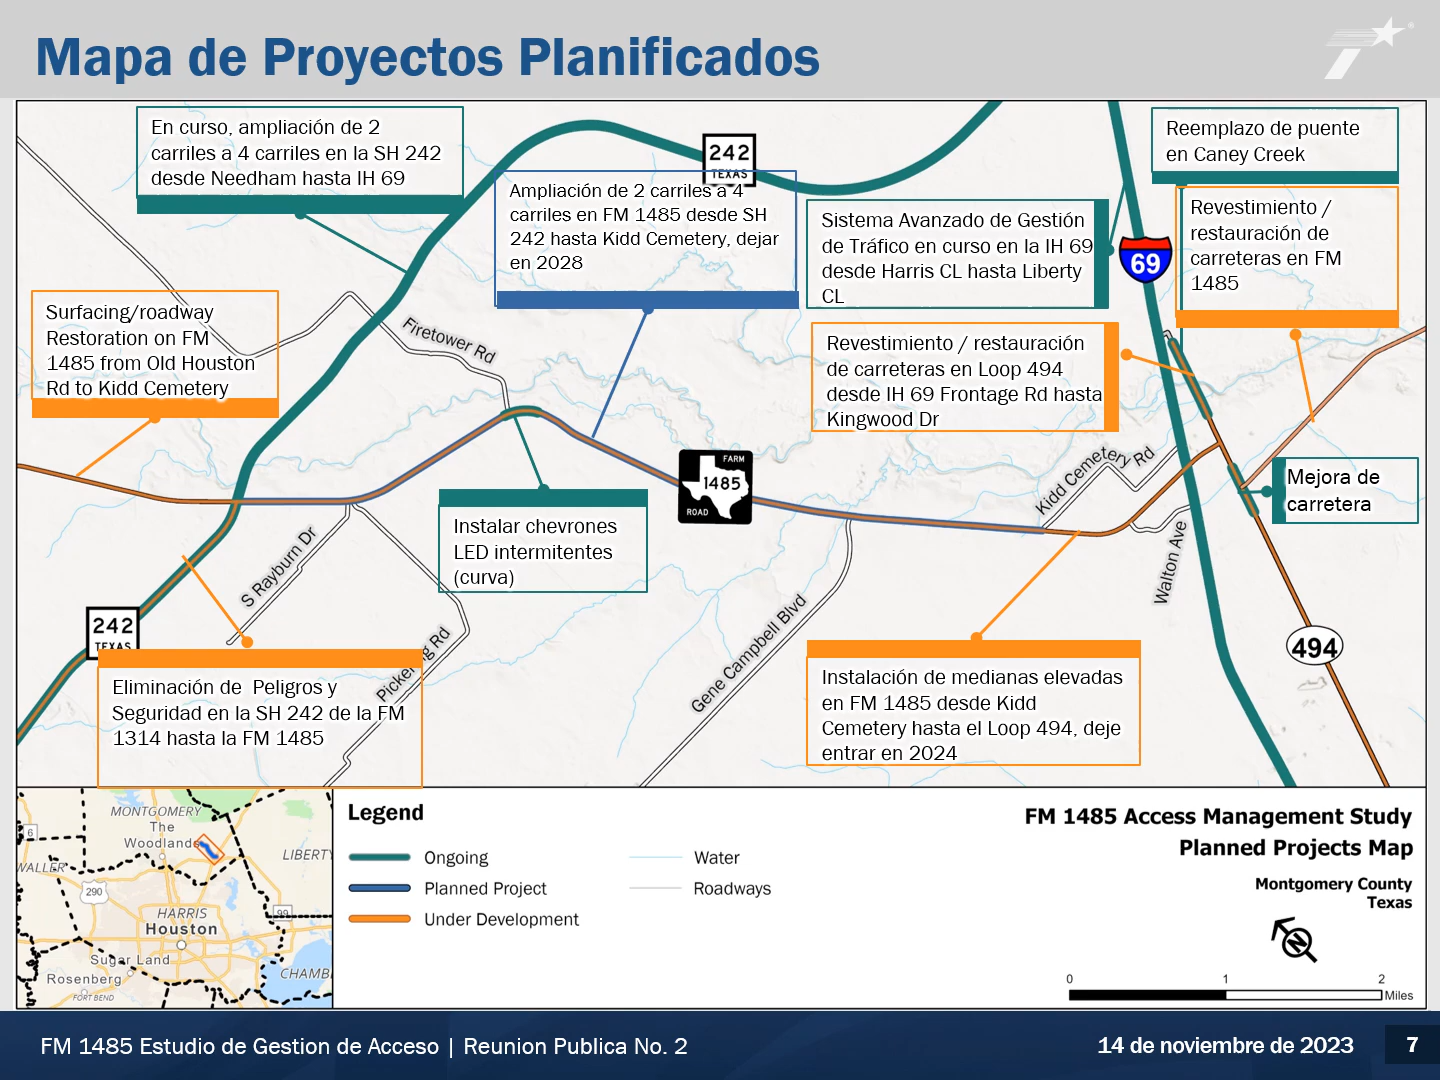 Mapa de Proyectos Planificados
En curso, ampliación de 2
carriles a 4 carriles en la SH 242
desde Needham hasta IH 69
242
TEXAS
Ampliación de 2 carriles a 4
carriles en FM 1485 desde SH
242 hasta Kidd Cemetery, dejar
en 2028
Sistema Avanzado de Gestión
de Tráfico en curso en la IH 69
desde Harris CL hasta Liberty
CL
69
Reemplazo de puente
en Caney Creek
Revestimiento /
restauración de
carreteras en FM
1485
Surfacing/roadway
Restoration on FM
1485 from Old Houston
Rd to Kidd Cemetery
Firetower Rd
Revestimiento / restauración
de carreteras en Loop 494
desde IH 69 Frontage Rd hasta
Kingwood Dr
FARM
1485
ROAD
Kidd Cemetery Rd
Mejora de
carretera
Instalar chevrones
LED intermitentes
(curva)
S Rayburn Dr
Walton Ave
242
TEXAS
Pickering Rd
Gene Campbell Blvd
494
Eliminación de  Peligros y
Seguridad en la SH 242 de la FM
1314 hasta la FM 1485
Instalación de medianas elevadas
en FM 1485 desde Kidd
Cemetery hasta el Loop 494, deje
entrar en 2024
MONTGOMERY
The
Woodlands
6
LIBERTY
WALLER
290
HARRIS
99
Houston
Sugar Land
Rosenberg
CHAMB
FORT BEND
Legend
Ongoing
Planned Project
Under Development
Water
Roadways
FM 1485 Access Management Study
Planned Projects Map
Montgomery County
Texas
N
0 1 2
Miles
FM 1485 Estudio de Gestion de Acceso | Reunion Publica No. 2
14 de noviembre de 2023
7